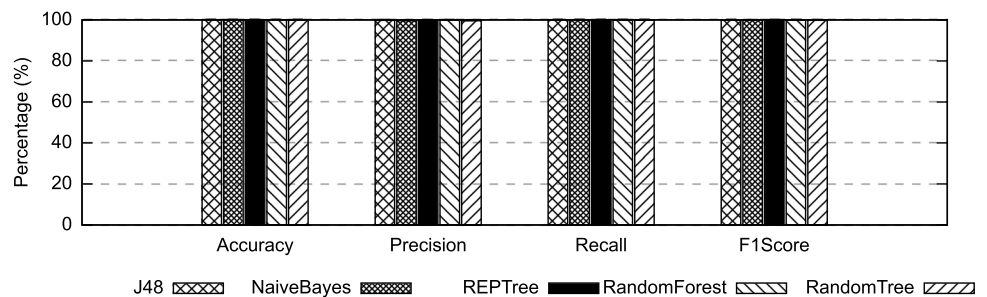 Percentage (%)
100
80
60
40
20
0
Accuracy Precision Recall F1Score
J48 NaiveBayes REPTree RandomForest RandomTree